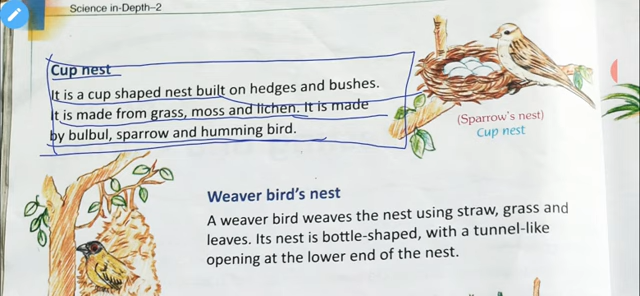 Science in-Depth–2
Cup nest
It is a cup shaped nest built on hedges and bushes.
It is made from grass, moss and lichen. It is made
by bulbul, sparrow and humming bird.
(Sparrow's nest)
Cup nest
Weaver bird's nest
A weaver bird weaves the nest using straw, grass and
leaves. Its nest is bottle-shaped, with a tunnel-like
opening at the lower end of the nest.